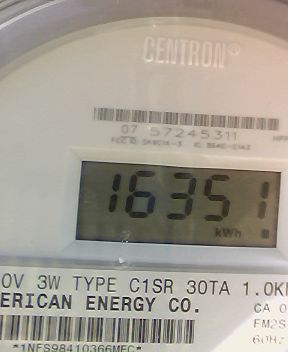 CENTRON®
07 57245311
16351
kWh
0V 3W TYPE C1SR 30TA 1.0K
ERICAN ENERGY CO.
CA 0
FM2S
60Hz
*1NFS98410366MEC*